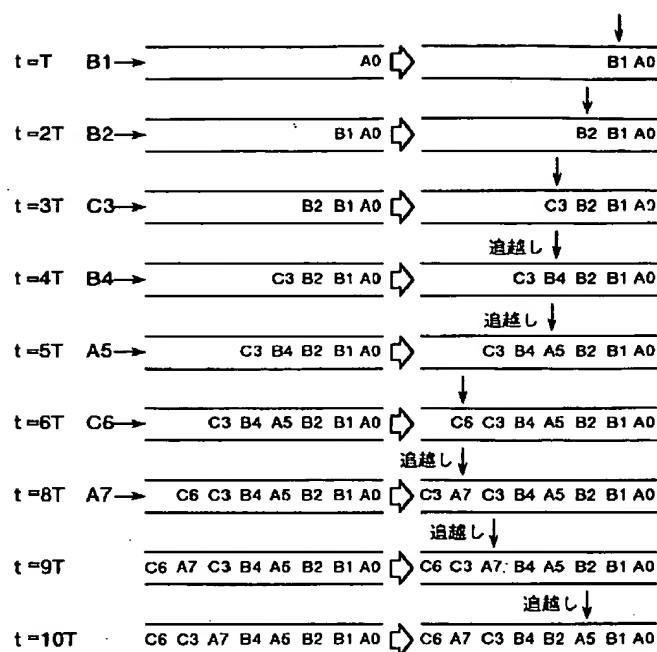 t=T B1 A0 B1 A0
t=2T B2 B1 A0 B2 B1 A0
t=3T C3 B2 B1 A0 C3 B2 B1 A0
追越し
t=4T B4 C3 B2 B1 A0 C3 B4 B2 B1 A0
追越し
t=5T A5 C3 B4 B2 B1 A0 C3 B4 A5 B2 B1 A0
t=6T C6 C3 B4 A5 B2 B1 A0 C6 C3 B4 A5 B2 B1 A0
追越し
t=8T A7 C6 C3 B4 A5 B2 B1 A0 C3 A7 C3 B4 A5 B2 B1 A0
追越し
t=9T C6 A7 C3 B4 A5 B2 B1 A0 C6 C3 A7 B4 A5 B2 B1 A0
追越し
t=10T C6 C3 A7 B4 A5 B2 B1 A0 C6 A7 C3 B4 B2 A5 B1 A0